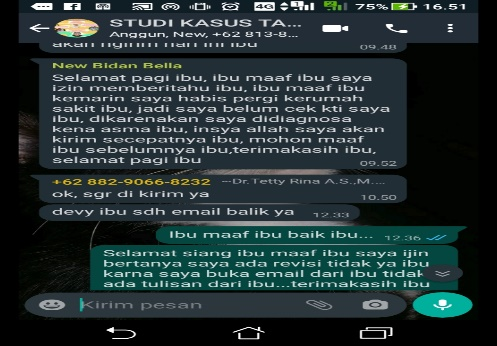 4G 75% 16.51
STUDI KASUS TA...
Anggun, New, +62 813-8...
akan ngirim hari ini ibu
09.48
New Bidan Bella
Selamat pagi ibu, ibu maaf ibu saya
izin memberitahu ibu, ibu maaf ibu
kemarin saya habis pergi kerumah
sakit ibu, jadi saya belum cek kti saya
ibu, dikarenakan saya didiagnosa
kena asma ibu, insya allah saya akan
kirim secepatnya ibu, mohon maaf
ibu sebelumnya ibu,terimakasih ibu,
selamat pagi ibu
09.52
+62 882-9066-8232 ~Dr.Tetty Rina A.S.,M....
ok, sgr di kirim ya
10.50
devy ibu sdh email balik ya 12.33
Ibu maaf ibu baik ibu... 12.36
Selamat siang ibu maaf ibu saya ijin
bertanya saya ada revisi tidak ya ibu
karna saya buka email dari ibu tidak
ada tulisan dari ibu...terimakasih ibu
Kirim pesan